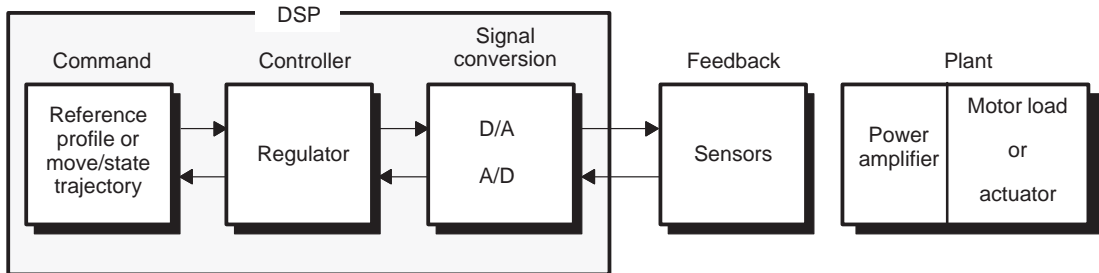 DSP
Command
Reference
profile or
move/state
trajectory
Controller
Regulator
Signal
conversion
D/A
A/D
Feedback
Sensors
Plant
Power
amplifier
Motor load
or
actuator